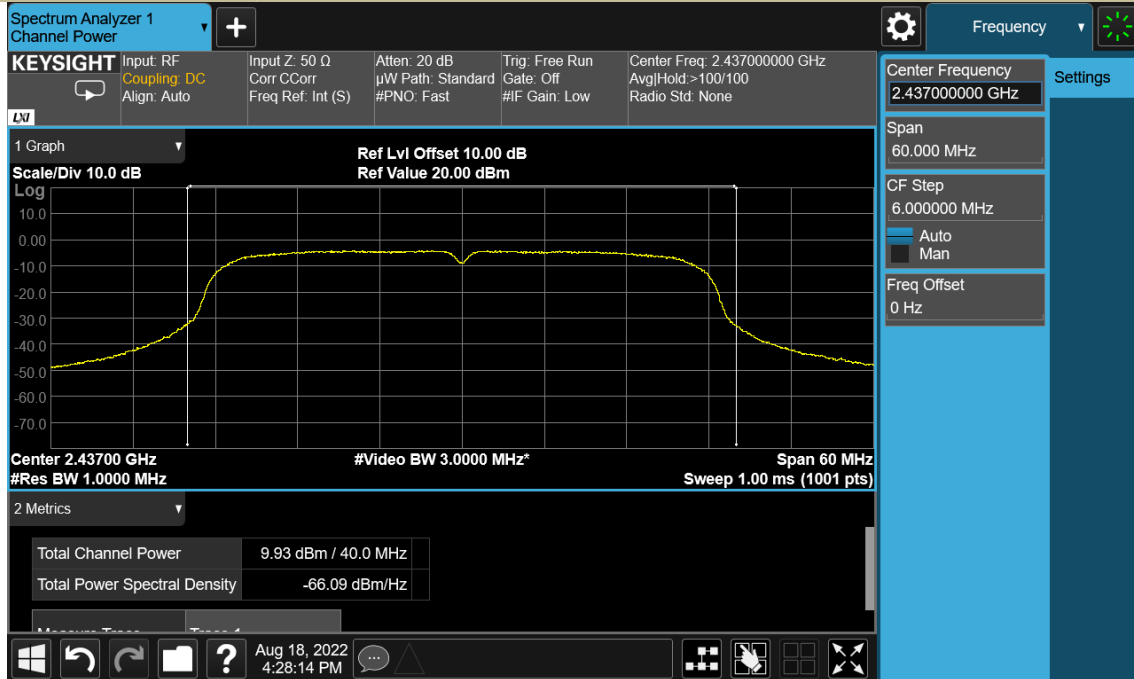 Spectrum Analyzer 1
Channel Power
Frequency
KEYSIGHT
LXI
Input: RF
Coupling: DC
Align: Auto
Input Z: 50 Ω
Corr CCorr
Freq Ref: Int (S)
Atten: 20 dB
µW Path: Standard
#PNO: Fast
Trig: Free Run
Gate: Off
#IF Gain: Low
Center Freq: 2.437000000 GHz
Avg|Hold:>100/100
Radio Std: None
Center Frequency
2.437000000 GHz
Settings
Span
60.000 MHz
CF Step
6.000000 MHz
Auto
Man
Freq Offset
0 Hz
1 Graph
Scale/Div 10.0 dB
Ref Lvl Offset 10.00 dB
Ref Value 20.00 dBm
Log
10.0
0.00
-10.0
-20.0
-30.0
-40.0
-50.0
-60.0
-70.0
Center 2.43700 GHz
#Video BW 3.0000 MHz*
Span 60 MHz
#Res BW 1.0000 MHz
Sweep 1.00 ms (1001 pts)
2 Metrics
Total Channel Power 9.93 dBm / 40.0 MHz
Total Power Spectral Density -66.09 dBm/Hz
Measure Trace Trace 1
?
Aug 18, 2022
4:28:14 PM